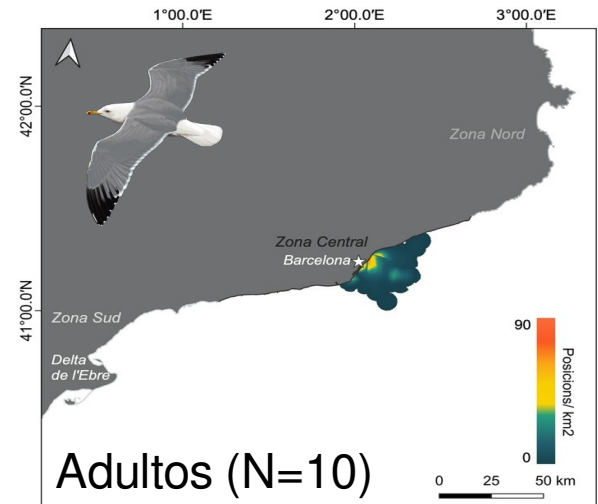 1°00.0'E 2°00.0'E 3°00.0'E
42°00.0'N
Zona Nord
Zona Central
Barcelona
41°00.0'N
Zona Sud
Delta
de l'Ebre
90
Posicions/ km2
0
Adultos (N=10)
0 25 50 km